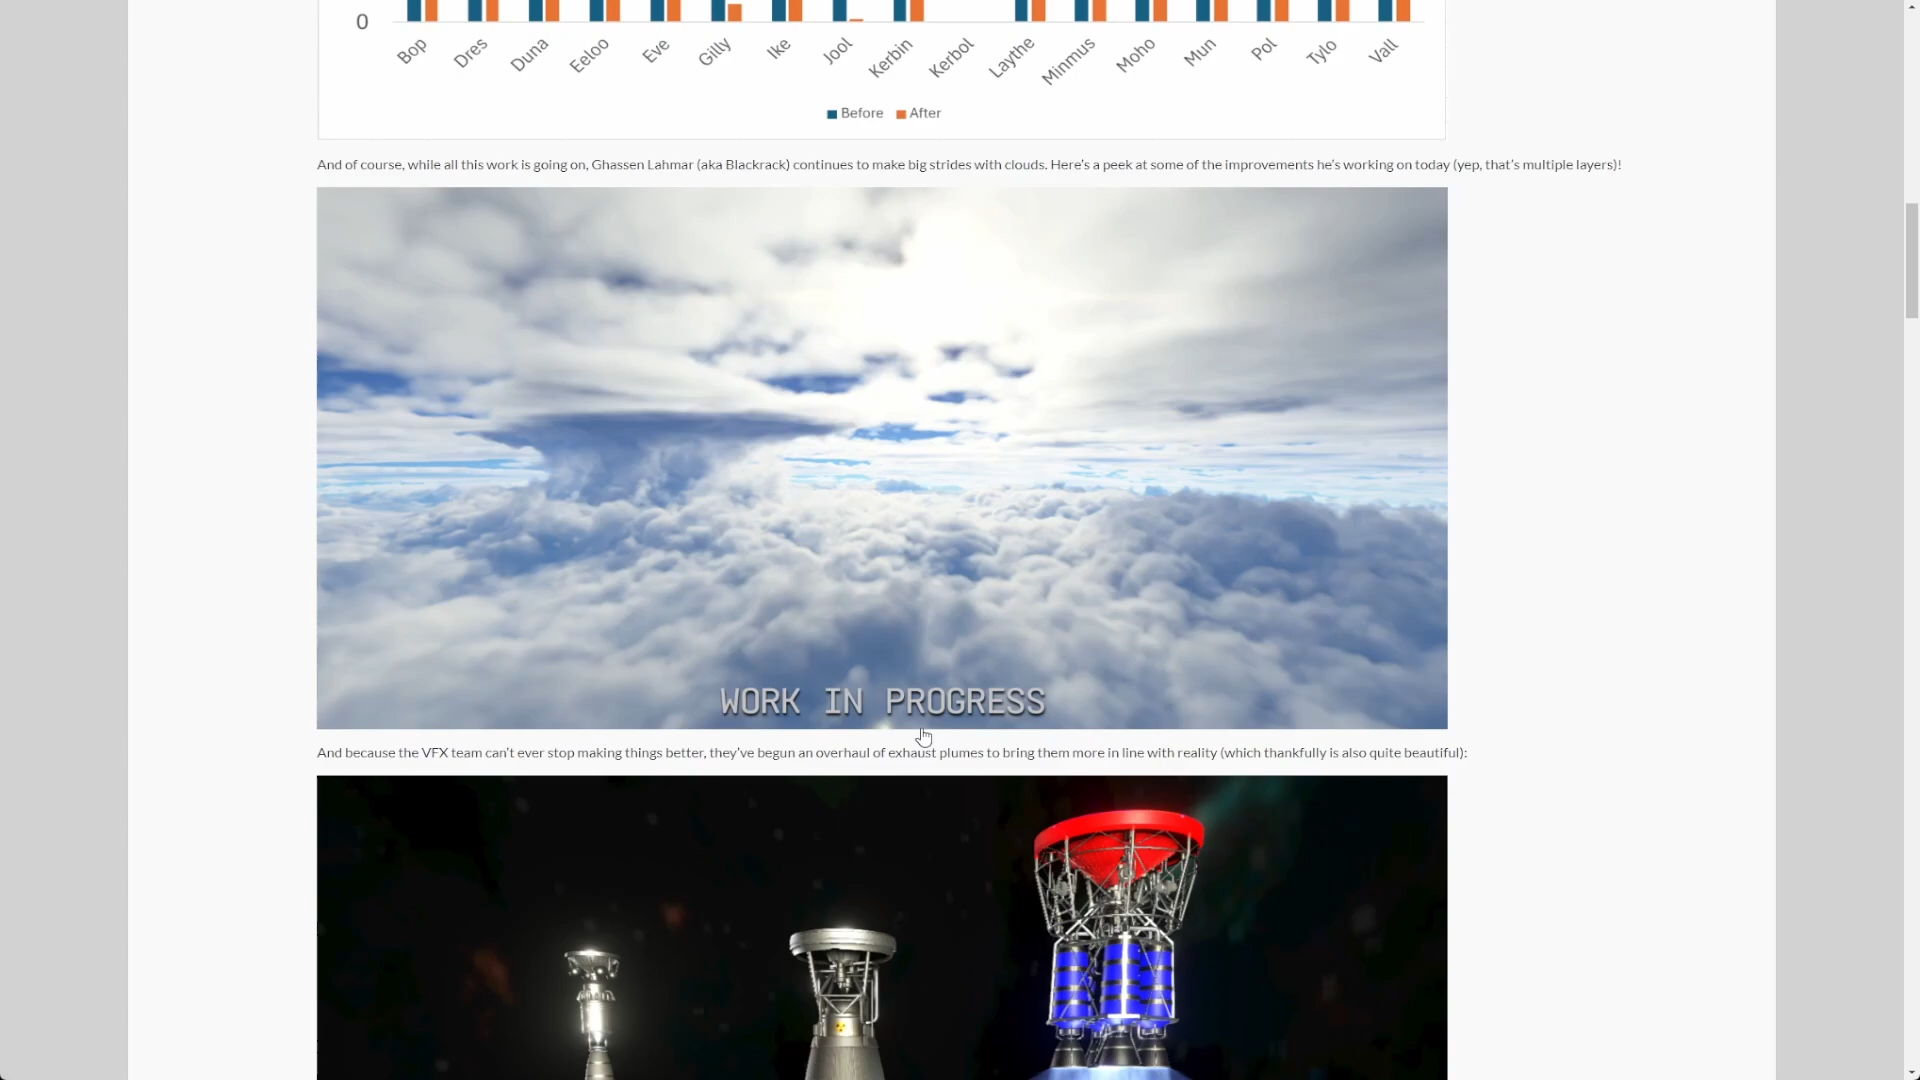 0
Bop
Dres
Duna
Eeloo
Eve
Gilly
Ike
Jool
Kerbin
Kerbol
Laythe
Minmus
Moho
Mun
Pol
Tylo
Vall
Before After
And of course, while all this work is going on, Ghassen Lahmar (aka Blackrack) continues to make big strides with clouds. Here's a peek at some of the improvements he's working on today (yep, that's multiple layers)!
WORK IN PROGRESS
And because the VFX team can't ever stop making things better, they've begun an overhaul of exhaust plumes to bring them more in line with reality (which thankfully is also quite beautiful):